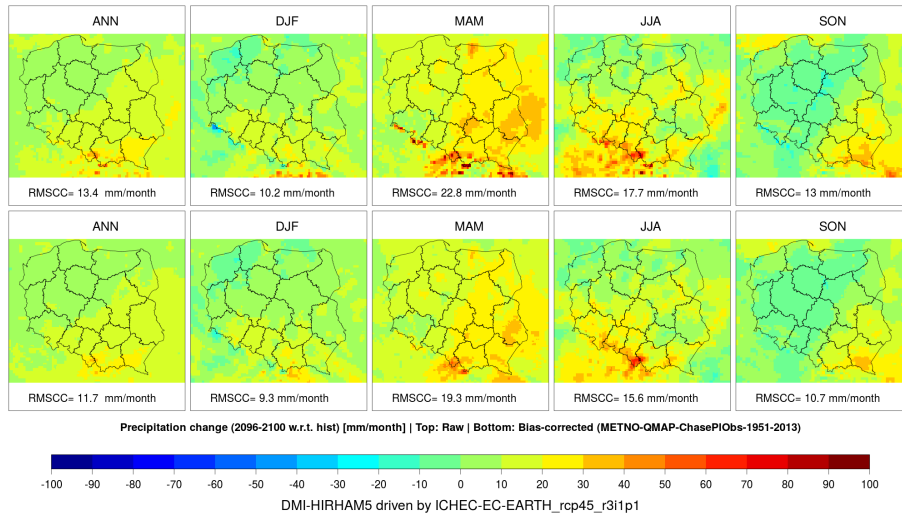 ANN DJF MAM JJA SON
RMSCC= 13.4 mm/month RMSCC= 10.2 mm/month RMSCC= 22.8 mm/month RMSCC= 17.7 mm/month RMSCC= 13 mm/month
ANN DJF MAM JJA SON
RMSCC= 11.7 mm/month RMSCC= 9.3 mm/month RMSCC= 19.3 mm/month RMSCC= 15.6 mm/month RMSCC= 10.7 mm/month
Precipitation change (2096-2100 w.r.t. hist) [mm/month] | Top: Raw | Bottom: Bias-corrected (METNO-QMAP-ChasePlObs-1951-2013)
-100 -90 -80 -70 -60 -50 -40 -30 -20 -10 0 10 20 30 40 50 60 70 80 90 100
DMI-HIRHAM5 driven by ICHEC-EC-EARTH_rcp45_r3i1p1